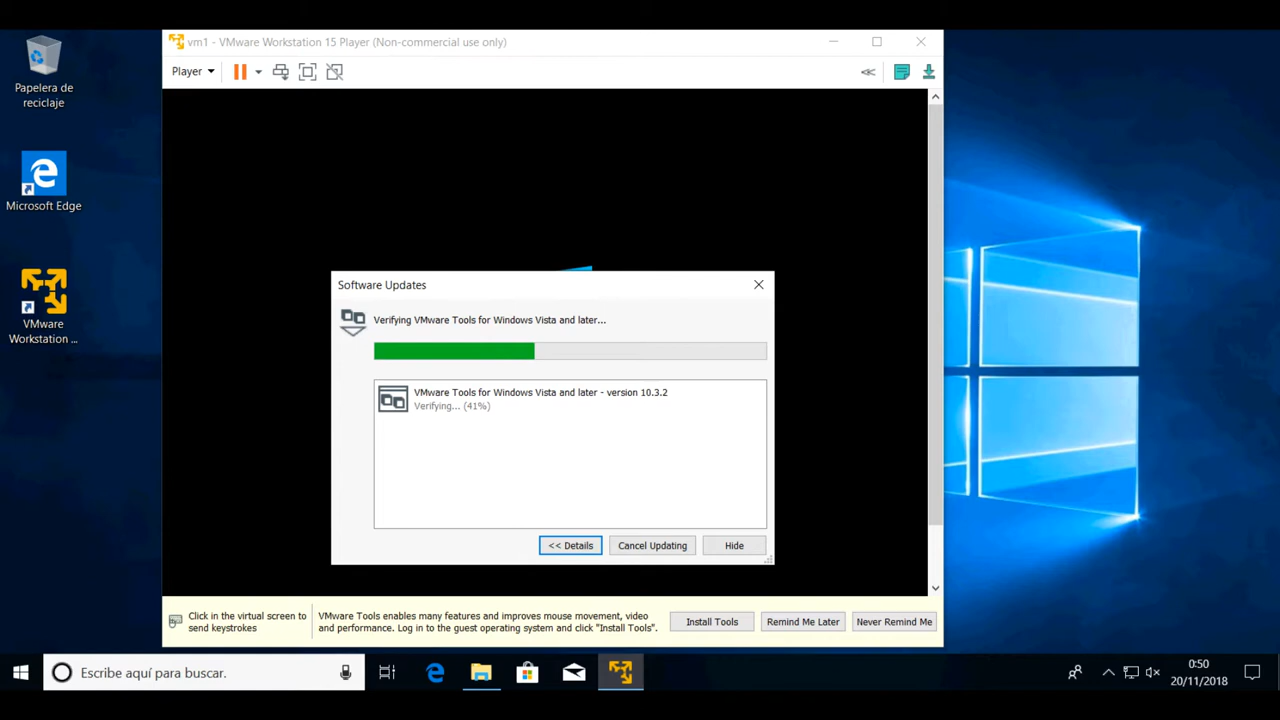 Papelera de
reciclaje
Microsoft Edge
VMware
Workstation ...
vm1 - VMware Workstation 15 Player (Non-commercial use only)
Player
Software Updates
Verifying VMware Tools for Windows Vista and later...
VMware Tools for Windows Vista and later - version 10.3.2
Verifying... (41%)
<< Details
Cancel Updating
Hide
Click in the virtual screen to
send keystrokes
VMware Tools enables many features and improves mouse movement, video
and performance. Log in to the guest operating system and click "Install Tools".
Install Tools
Remind Me Later
Never Remind Me
Escribe aquí para buscar.
0:50
20/11/2018